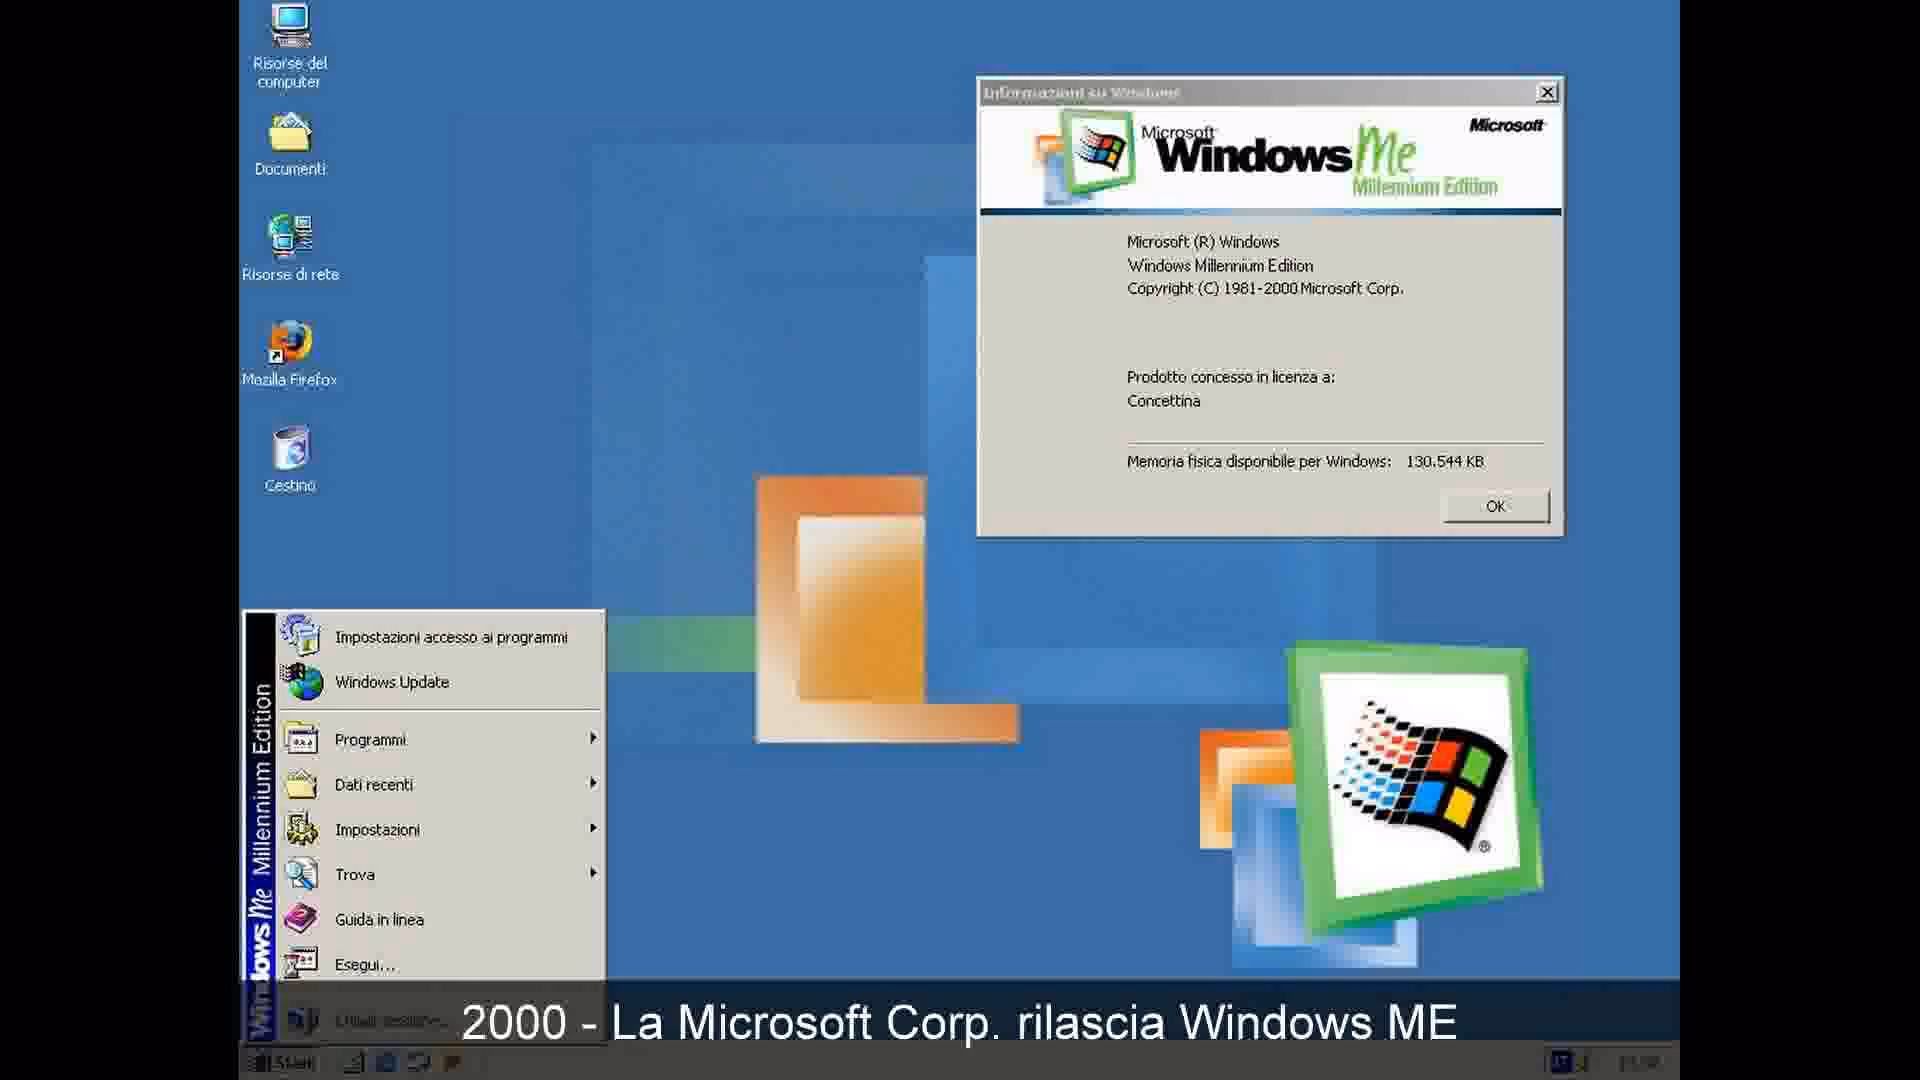 Risorse del
computer
Documenti
Risorse di rete
Mozilla Firefox
Cestino
Informazioni su Windows
Microsoft
Windows Me
Millennium Edition
Microsoft
Microsoft (R) Windows
Windows Millennium Edition
Copyright (C) 1981-2000 Microsoft Corp.
Prodotto concesso in licenza a:
Concettina
Memoria fisica disponibile per Windows: 130.544 KB
OK
Windows Me Millennium Edition
Impostazioni accesso ai programmi
Windows Update
Programmi
Dati recenti
Impostazioni
Trova
Guida in linea
Esegui...
®
2000 - La Microsoft Corp. rilascia Windows ME
Start
IT